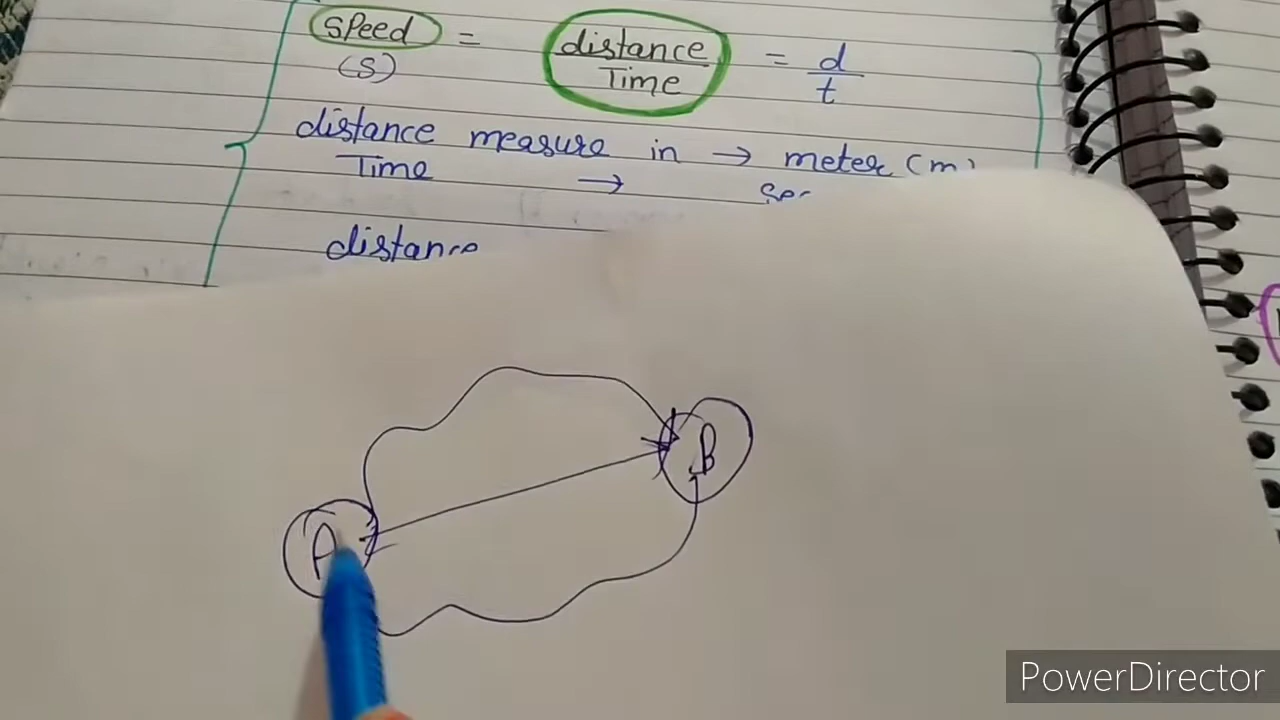 speed = distance = d
(s) Time t
distance measure in → meter (m)
Time →
distance
B
A
PowerDirector